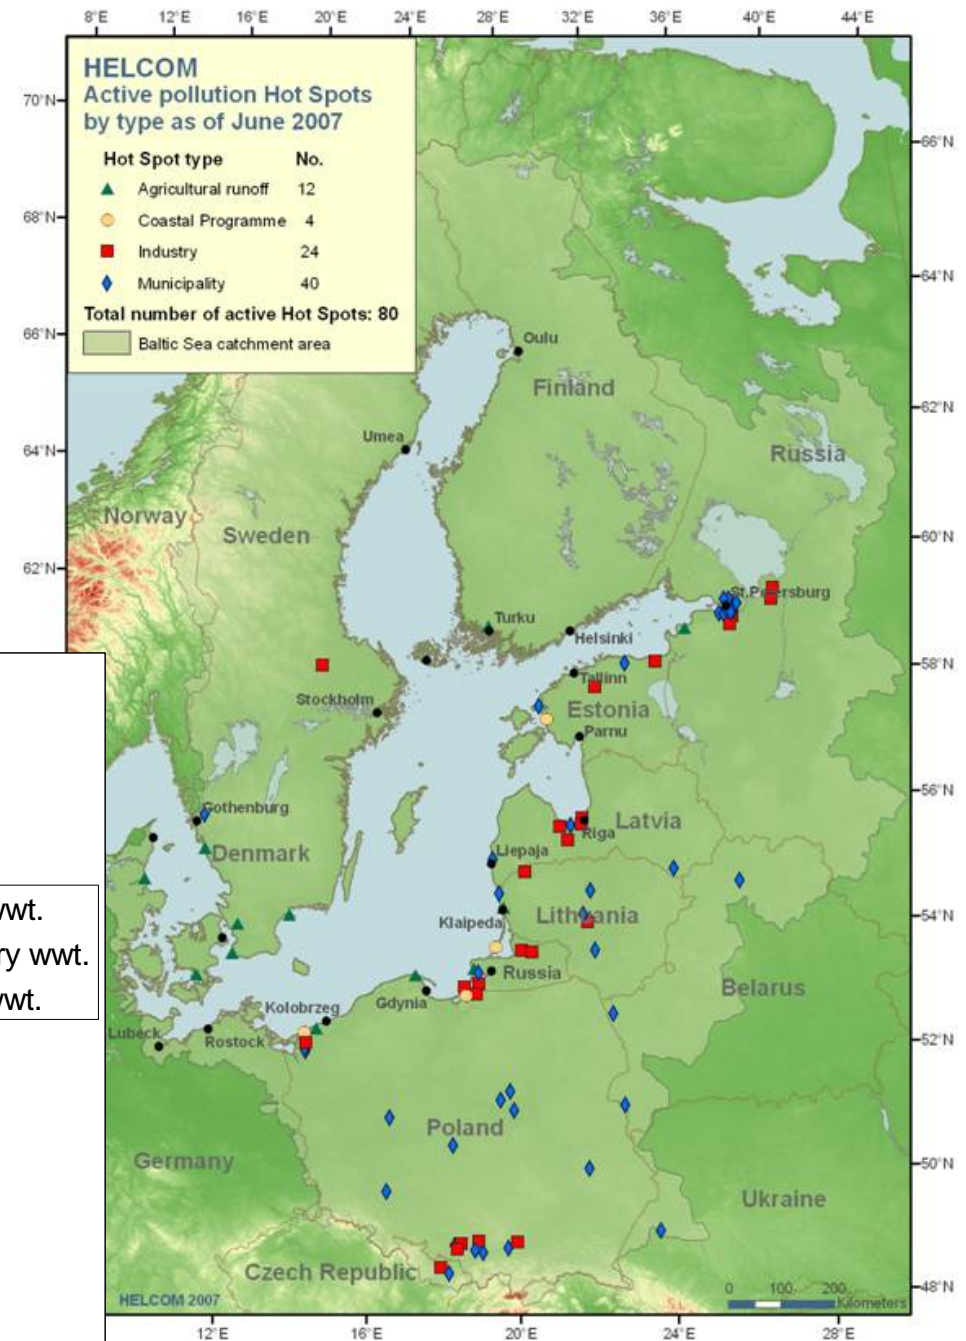 8°E 12°E 16°E 20°E 24°E 28°E 32°E 36°E 40°E 44°E
HELCOM
Active pollution Hot Spots
by type as of June 2007
Hot Spot type No.
Agricultural runoff 12
Coastal Programme 4
Industry 24
Municipality 40
Total number of active Hot Spots: 80
Baltic Sea catchment area
70°N
68°N
66°N
64°N
62°N
66°N
64°N
62°N
60°N
58°N
56°N
54°N
52°N
50°N
48°N
Oulu
Finland
Umea
Russia
Norway
Sweden
St.Petersburg
Turku
Helsinki
Stockholm
Tallinn
Estonia
Parnu
Gothenburg
Riga
Latvia
Denmark
Liepaja
wt.
ry wwt.
wt.
Klaipeda
Lithuania
Russia
Belarus
Gdynia
Kolobrzeg
Lubeck
Rostock
Poland
Germany
Ukraine
Czech Republic
HELCOM 2007
0 100 200
Kilometers
12°E 16°E 20°E 24°E 28°E